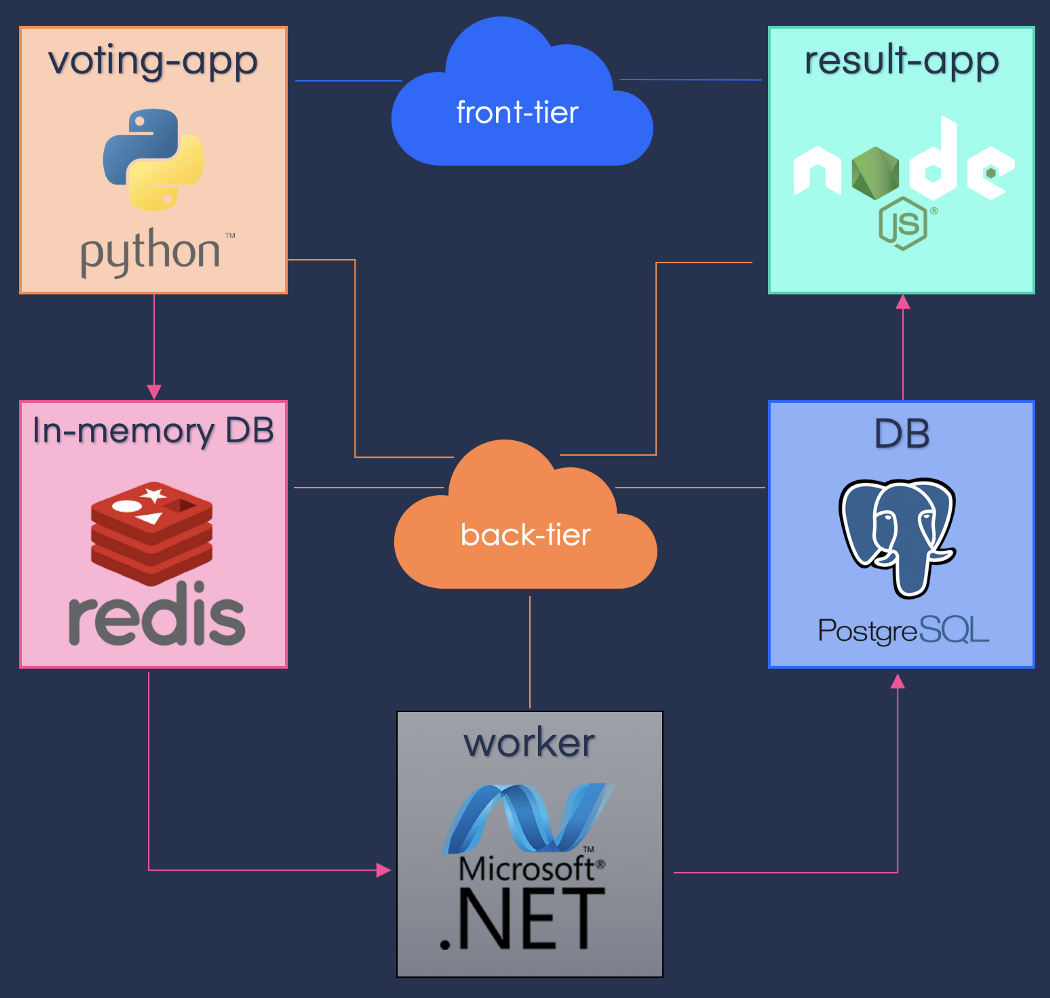 voting-app
python™
front-tier
result-app
node
JS®
In-memory DB
redis
back-tier
DB
PostgreSQL
worker
™
Microsoft®
.NET